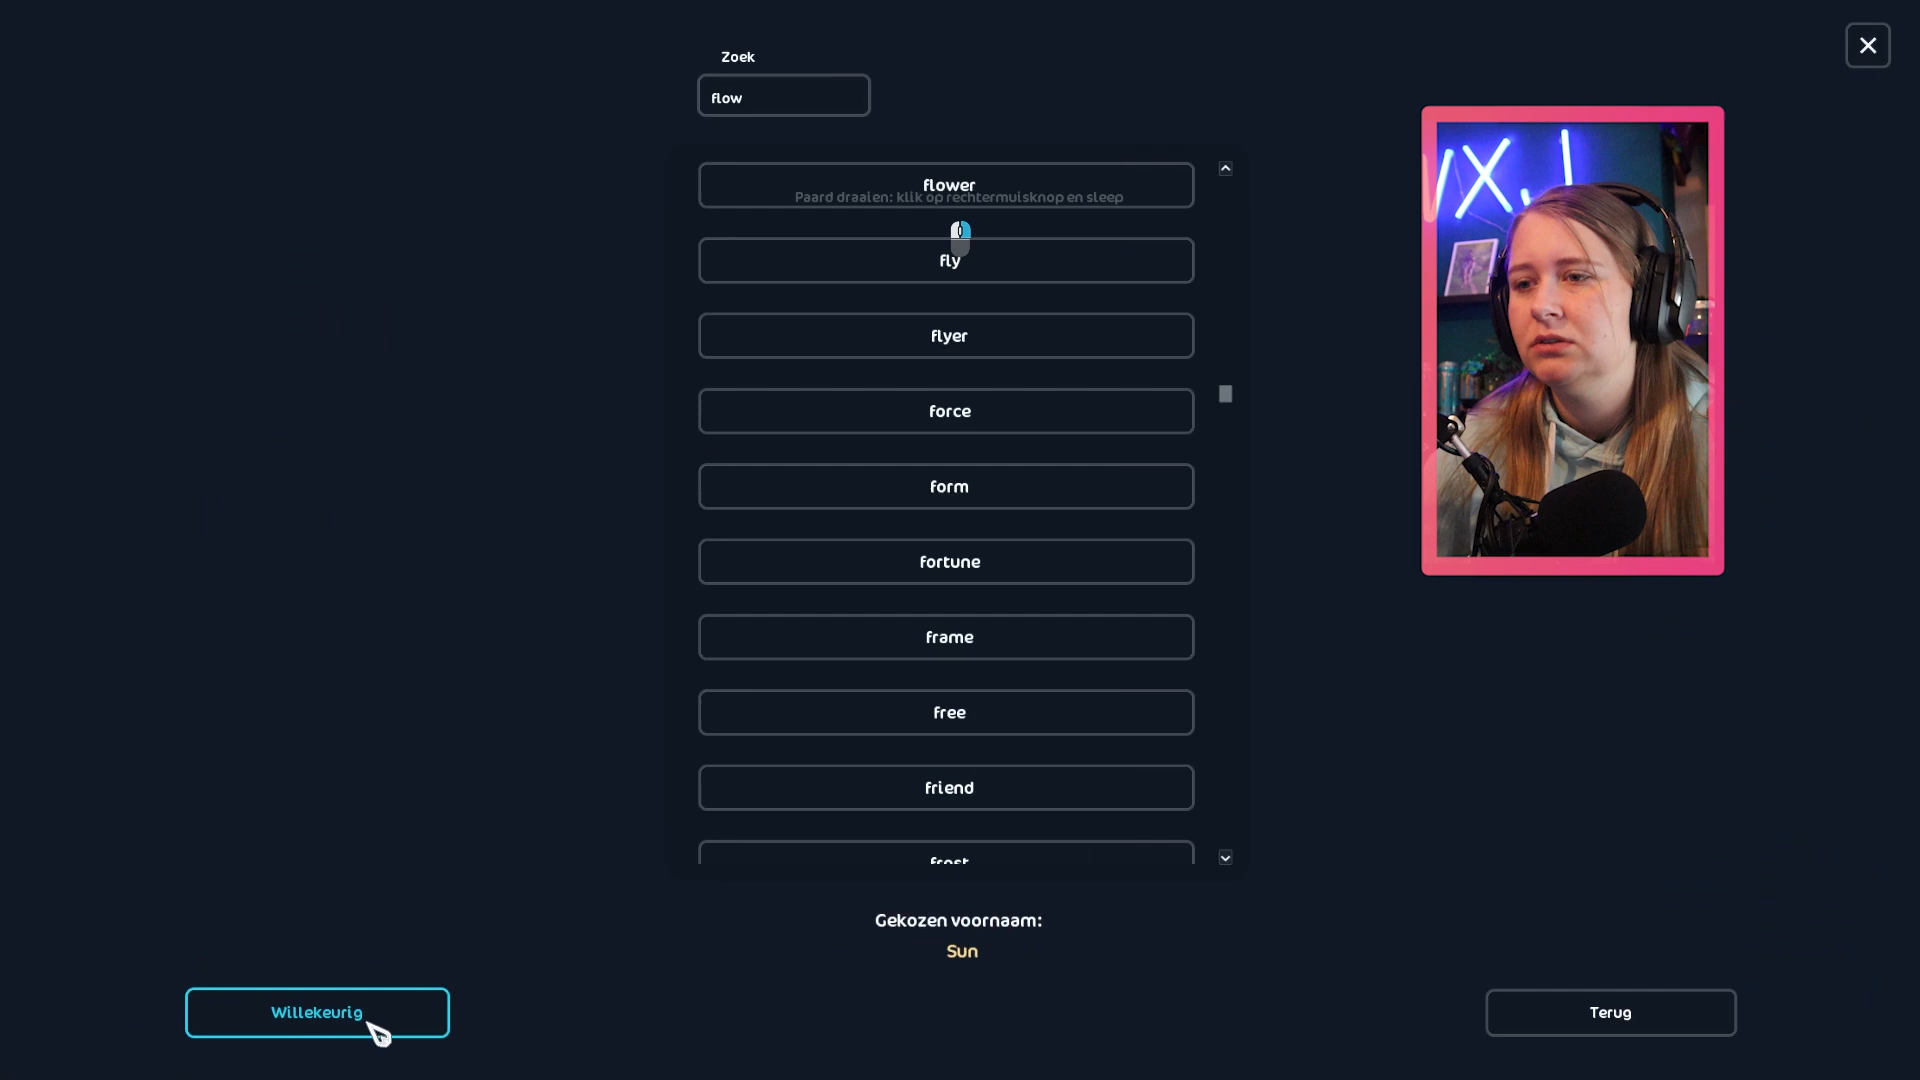 Zoek
flow
flower
Paard draaien: klik op rechtermuisknop en sleep
fly
flyer
force
form
fortune
frame
free
friend
frost
Gekozen voornaam:
Sun
Willekeurig
Terug